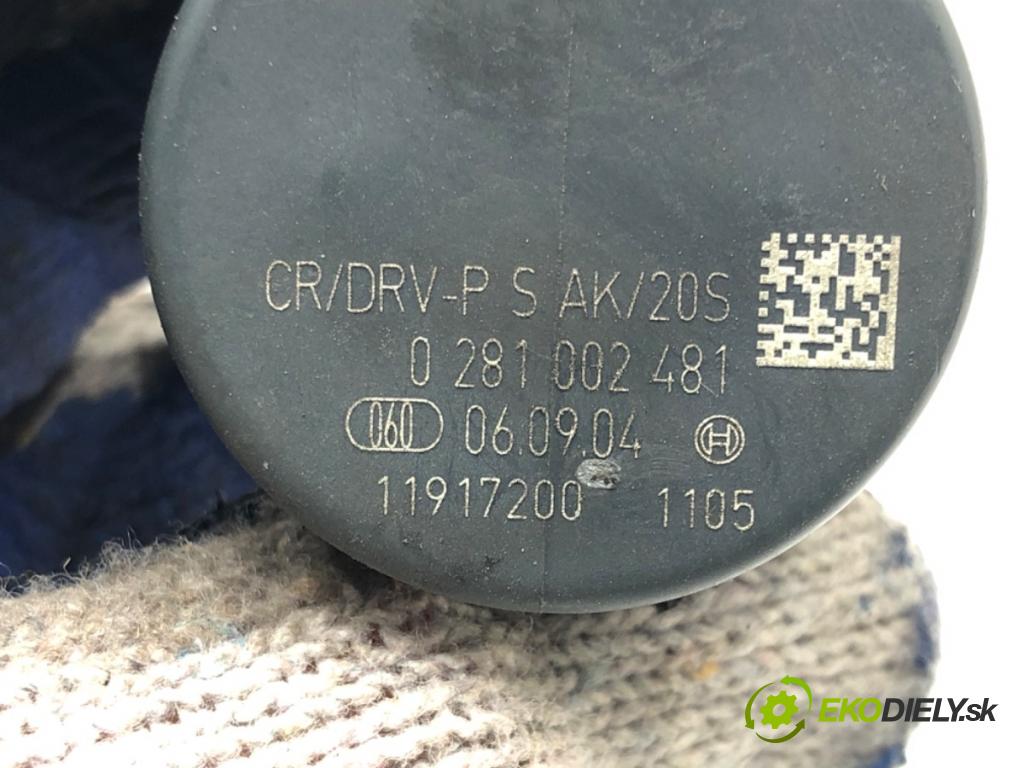 CR/DRV-P S AK/20S
0 281 002 481
060 06.09.04 H
11917200 1105
EKODIELY.sk